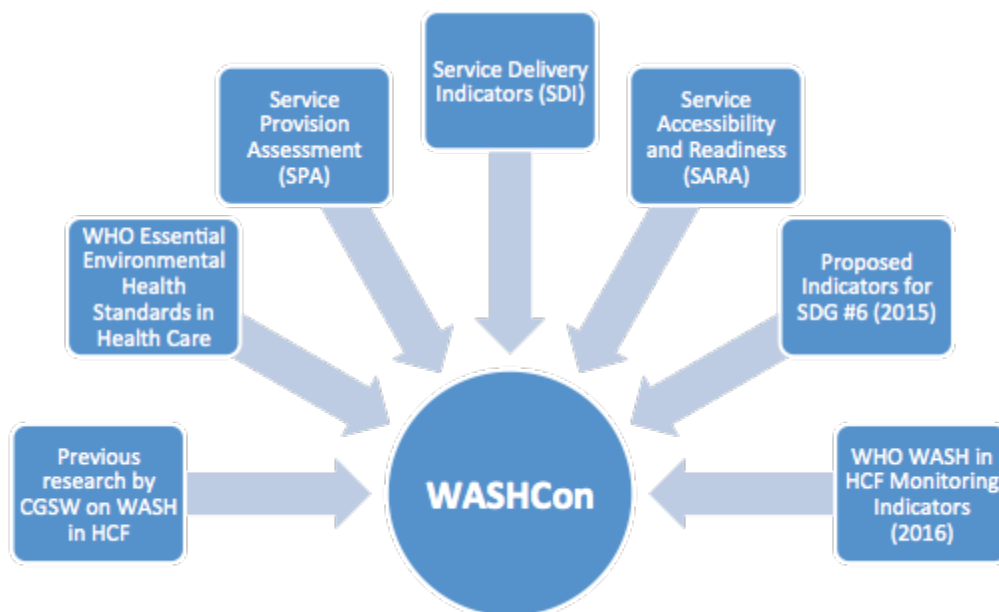 Service Delivery
Indicators (SDI)
Service
Provision
Assessment
(SPA)
Service
Accessibility
and Readiness
(SARA)
WHO Essential
Environmental
Health
Standards in
Health Care
Proposed
Indicators for
SDG #6 (2015)
Previous
research by
CGSW on WASH
in HCF
WASHCon
WHO WASH in
HCF Monitoring
Indicators
(2016)